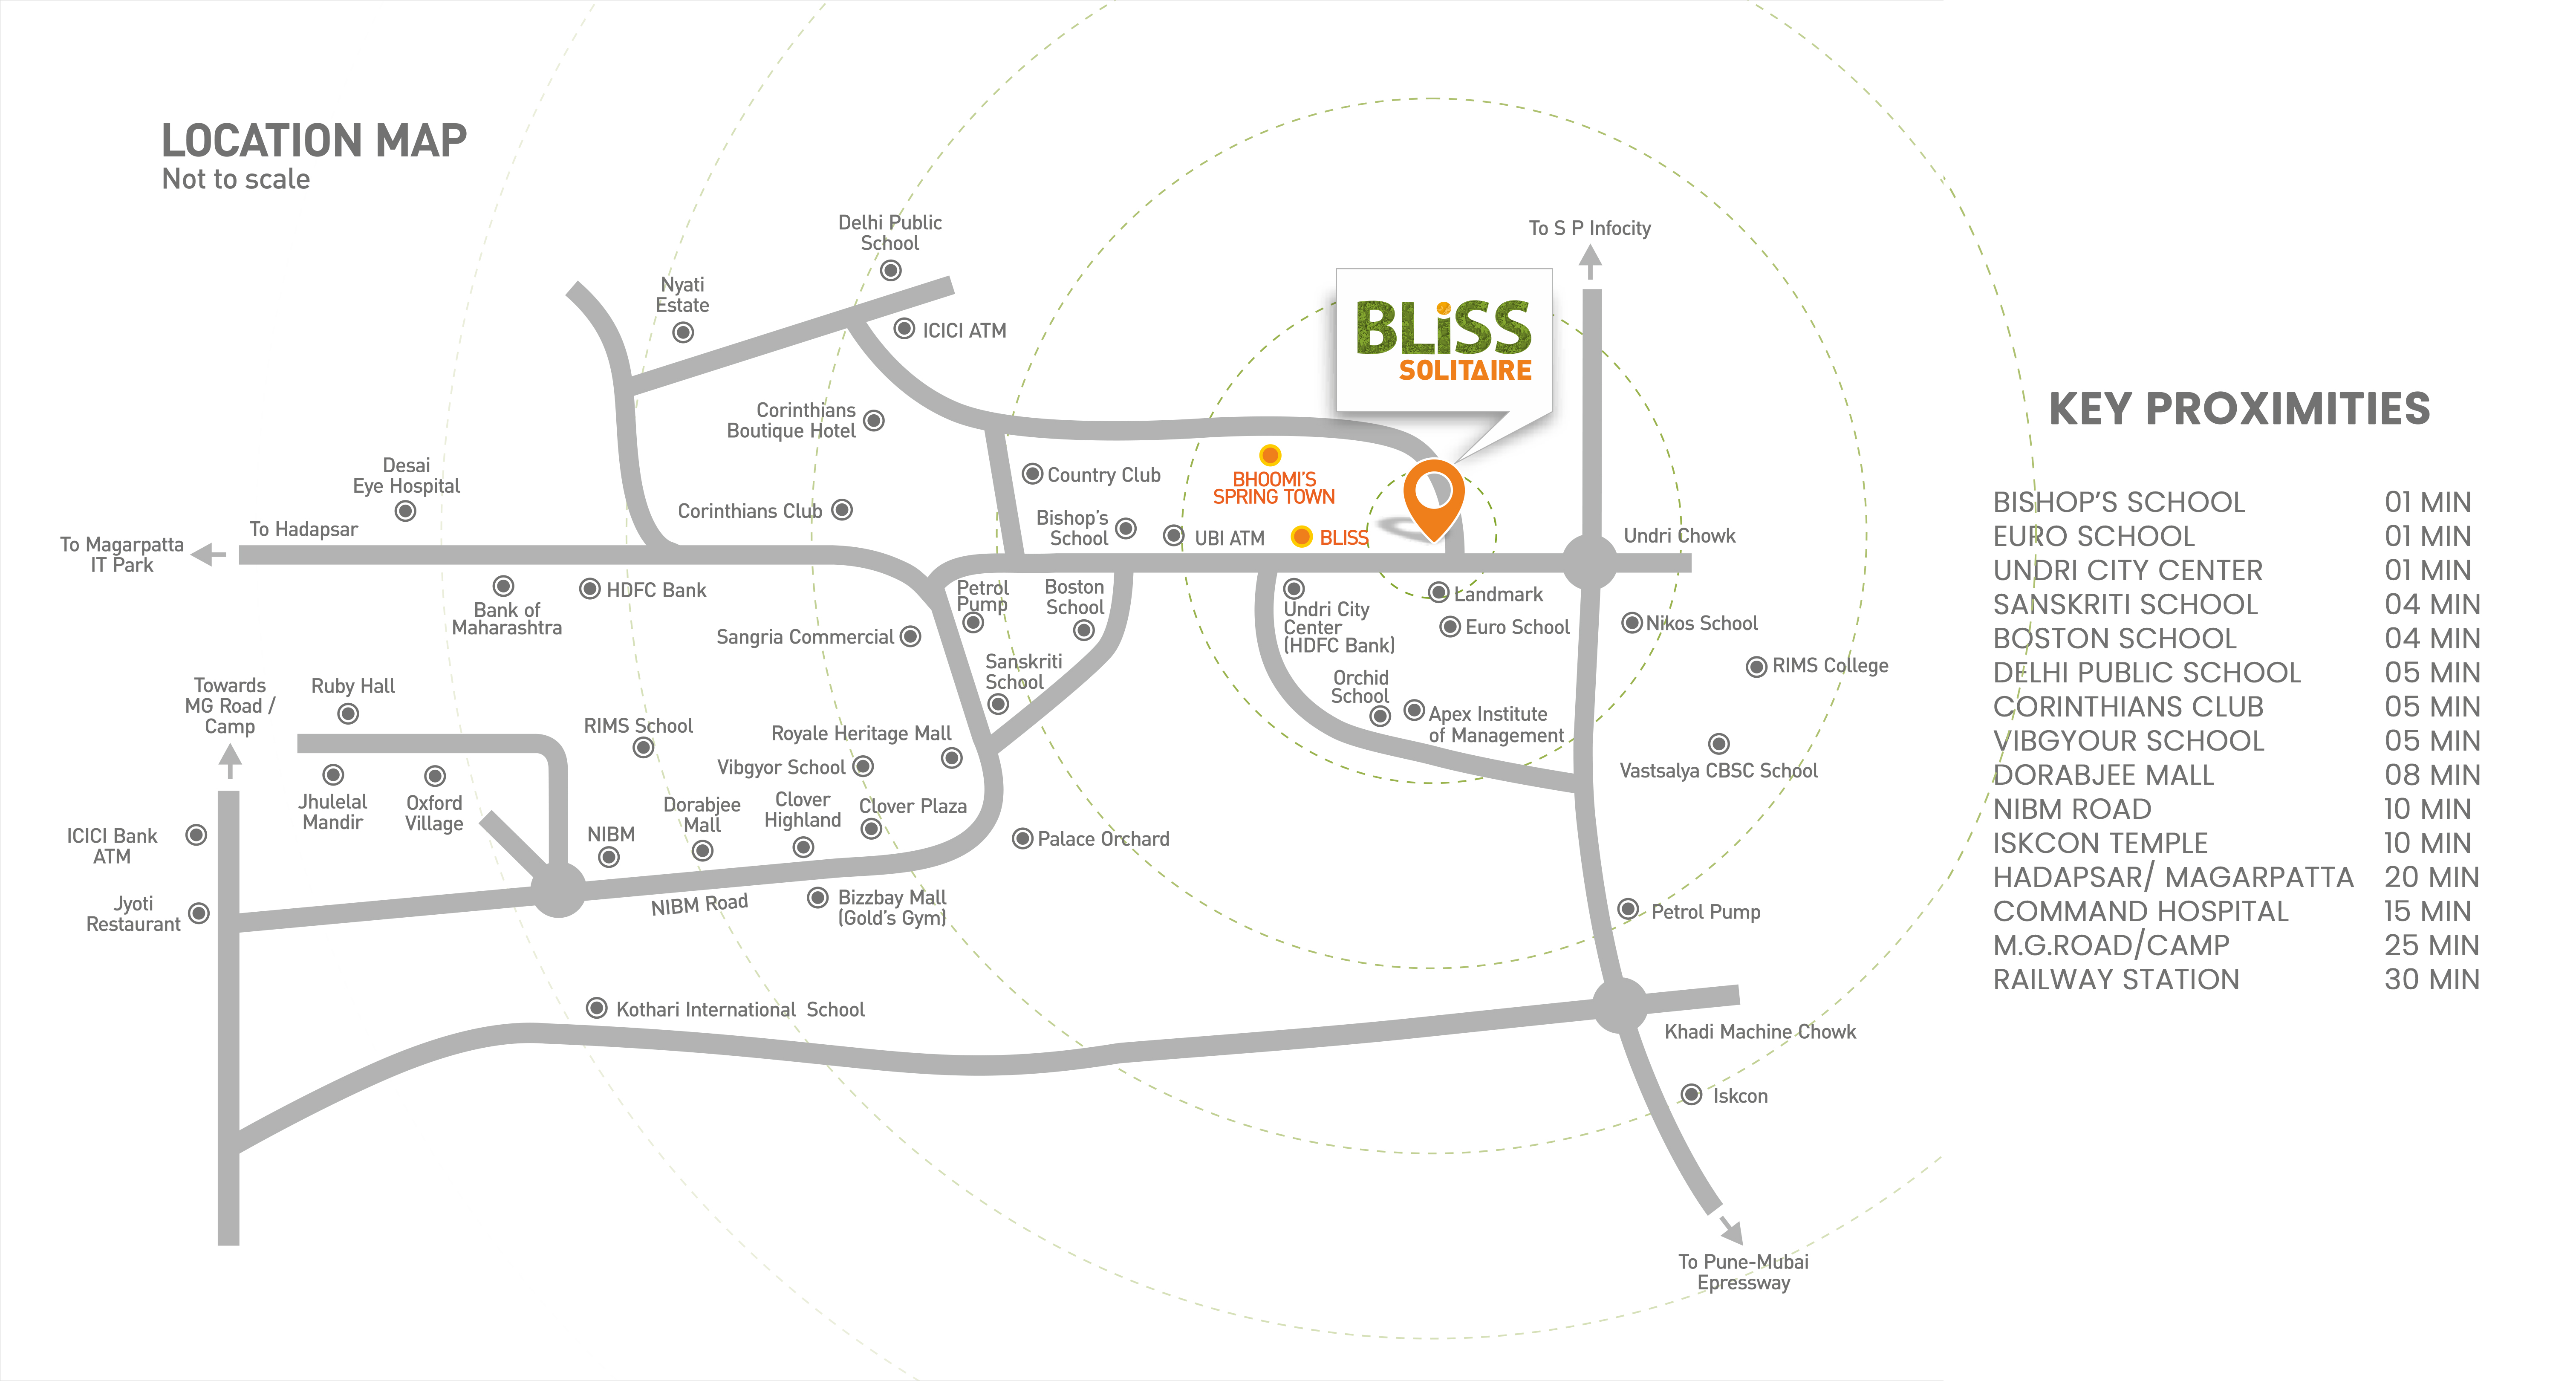 LOCATION MAP
Not to scale
Delhi Public
School
To S P Infocity
Nyati
Estate
ICICI ATM
BLiSS
SOLITAIRE
Corinthians
Boutique Hotel
Desai
Eye Hospital
Country Club
BHOOMI'S
SPRING TOWN
Corinthians Club
Bishop's
School
UBI ATM
BLISS
Undri Chowk
To Hadapsar
To Magarpatta
IT Park
HDFC Bank
Bank of
Maharashtra
Petrol
Pump
Boston
School
Undri City
Center
(HDFC Bank)
Landmark
Euro School
Nikos School
Sangria Commercial
Sanskriti
School
RIMS College
Orchid
School
Apex Institute
of Management
Towards
MG Road /
Camp
Ruby Hall
RIMS School
Royale Heritage Mall
Vibgyor School
Vastsalya CBSC School
Jhulelal
Mandir
Oxford
Village
Dorabjee
Mall
Clover
Highland
Clover Plaza
NIBM
ICICI Bank
ATM
Palace Orchard
Jyoti
Restaurant
NIBM Road
Bizzbay Mall
(Gold's Gym)
Petrol Pump
Kothari International School
Khadi Machine Chowk
Iskcon
To Pune-Mubai
Epressway
KEY PROXIMITIES
BISHOP'S SCHOOL 01 MIN
EURO SCHOOL 01 MIN
UNDRI CITY CENTER 01 MIN
SANSKRITI SCHOOL 04 MIN
BOSTON SCHOOL 04 MIN
DELHI PUBLIC SCHOOL 05 MIN
CORINTHIANS CLUB 05 MIN
VIBGYOUR SCHOOL 05 MIN
DORABJEE MALL 08 MIN
NIBM ROAD 10 MIN
ISKCON TEMPLE 10 MIN
HADAPSAR/ MAGARPATTA 20 MIN
COMMAND HOSPITAL 15 MIN
M.G.ROAD/CAMP 25 MIN
RAILWAY STATION 30 MIN